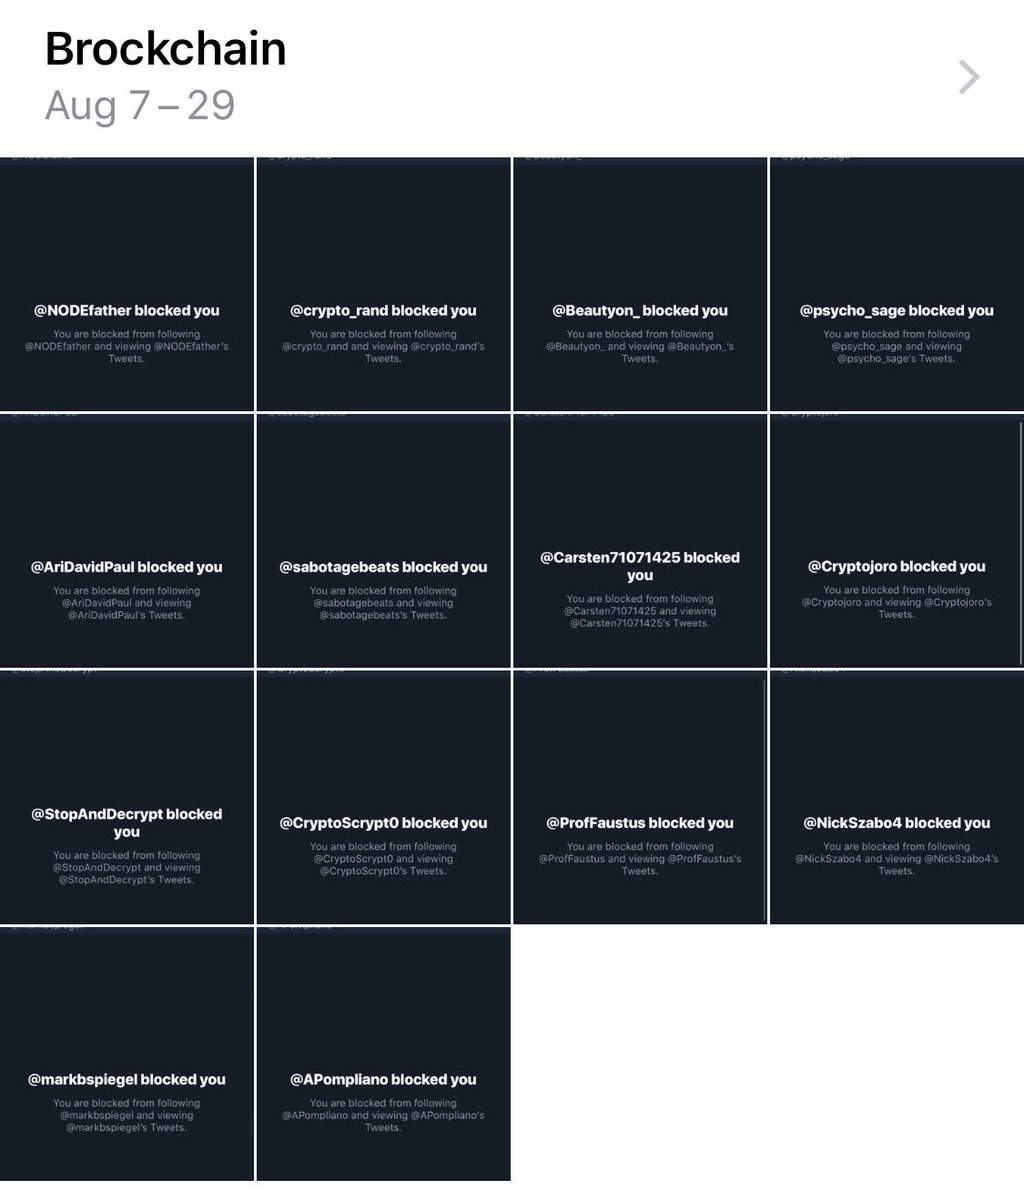 Brockchain
Aug 7 – 29
@NODEfather blocked you
You are blocked from following
@NODEfather and viewing @NODEfather's
Tweets.
@crypto_rand blocked you
You are blocked from following
@crypto_rand and viewing @crypto_rand's
Tweets.
@Beautyon_ blocked you
You are blocked from following
@Beautyon_ and viewing @Beautyon_'s
Tweets.
@psycho_sage blocked you
You are blocked from following
@psycho_sage and viewing
@psycho_sage's Tweets.
@AriDavidPaul blocked you
You are blocked from following
@AriDavidPaul and viewing
@AriDavidPaul's Tweets.
@sabotagebeats blocked you
You are blocked from following
@sabotagebeats and viewing
@sabotagebeats's Tweets.
@Carsten71071425 blocked
you
You are blocked from following
@Carsten71071425 and viewing
@Carsten71071425's Tweets.
@Cryptojoro blocked you
You are blocked from following
@Cryptojoro and viewing @Cryptojoro's
Tweets.
@StopAndDecrypt blocked
you
You are blocked from following
@StopAndDecrypt and viewing
@StopAndDecrypt's Tweets.
@CryptoScrypt0 blocked you
You are blocked from following
@CryptoScrypt0 and viewing
@CryptoScrypt0's Tweets.
@ProfFaustus blocked you
You are blocked from following
@ProfFaustus and viewing @ProfFaustus's
Tweets.
@NickSzabo4 blocked you
You are blocked from following
@NickSzabo4 and viewing @NickSzabo4's
Tweets.
@markbspiegel blocked you
You are blocked from following
@markbspiegel and viewing
@markbspiegel's Tweets.
@APompliano blocked you
You are blocked from following
@APompliano and viewing @APompliano's
Tweets.